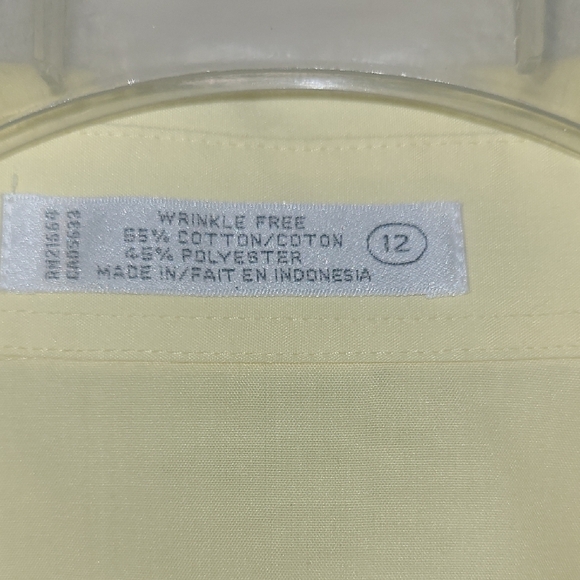 WRINKLE FREE
55% COTTON/COTON
45% POLYESTER
MADE IN/FAIT EN INDONESIA
12
RN21564
CA05633